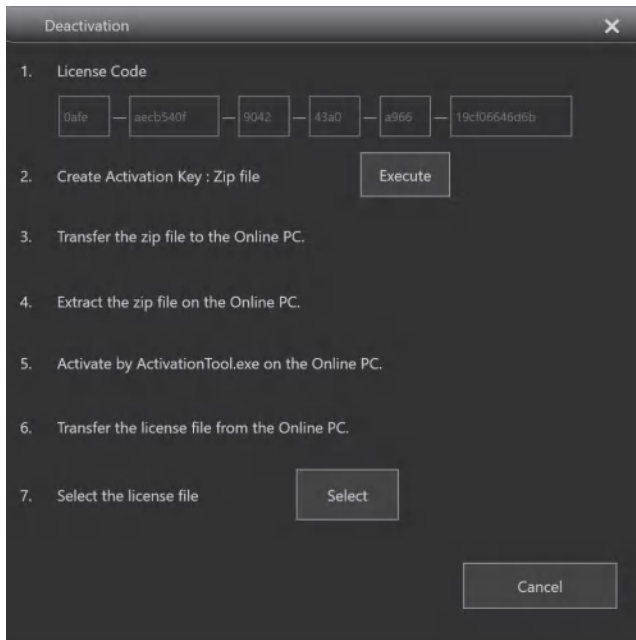 Deactivation
1. License Code
0afe — aecb540f — 9042 — 43a0 — a966 — 19cf06646d6b
2. Create Activation Key : Zip file Execute
3. Transfer the zip file to the Online PC.
4. Extract the zip file on the Online PC.
5. Activate by ActivationTool.exe on the Online PC.
6. Transfer the license file from the Online PC.
7. Select the license file Select
Cancel